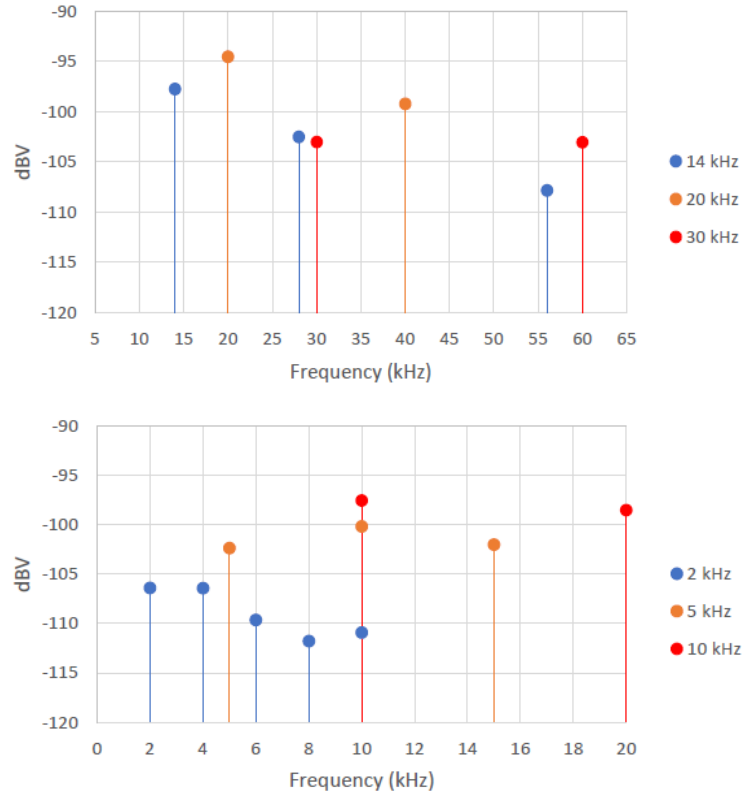 -90
-95
-100
-105
-110
-115
-120
dBV
5 10 15 20 25 30 35 40 45 50 55 60 65
Frequency (kHz)
14 kHz
20 kHz
30 kHz
-90
-95
-100
-105
-110
-115
-120
dBV
0 2 4 6 8 10 12 14 16 18 20
Frequency (kHz)
2 kHz
5 kHz
10 kHz